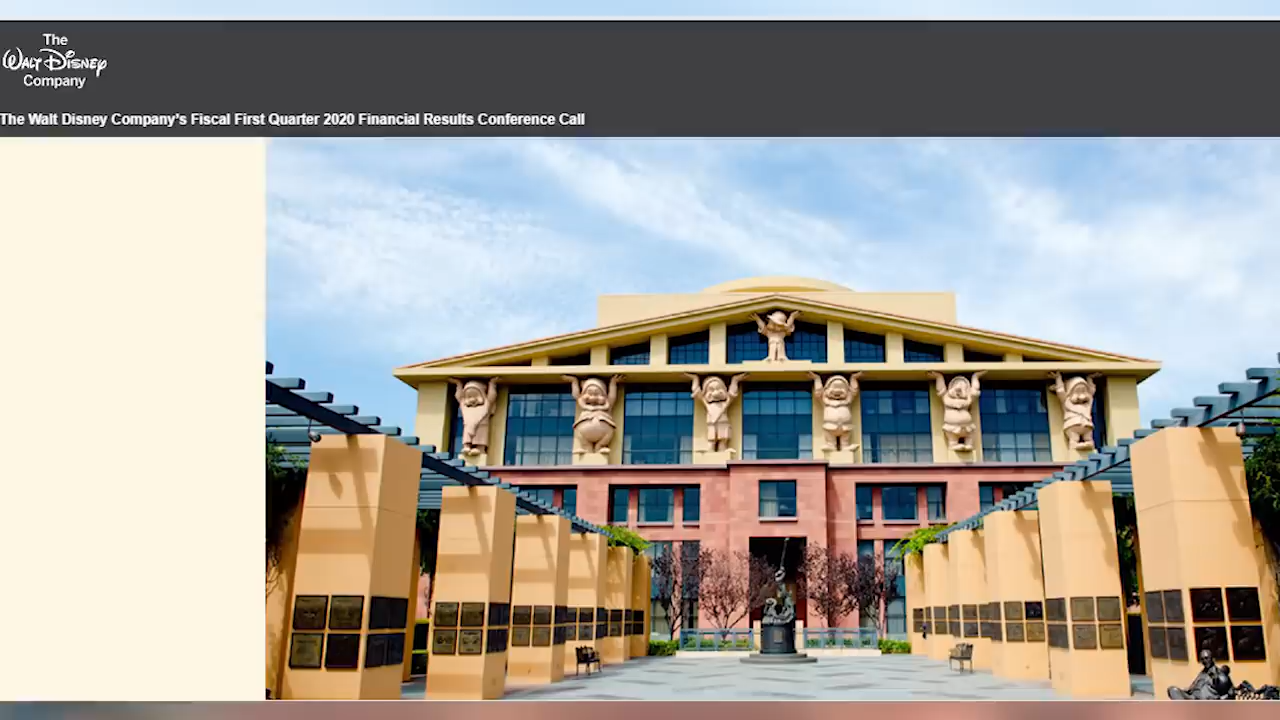 The
WALT DISNEY
Company
The Walt Disney Company's Fiscal First Quarter 2020 Financial Results Conference Call